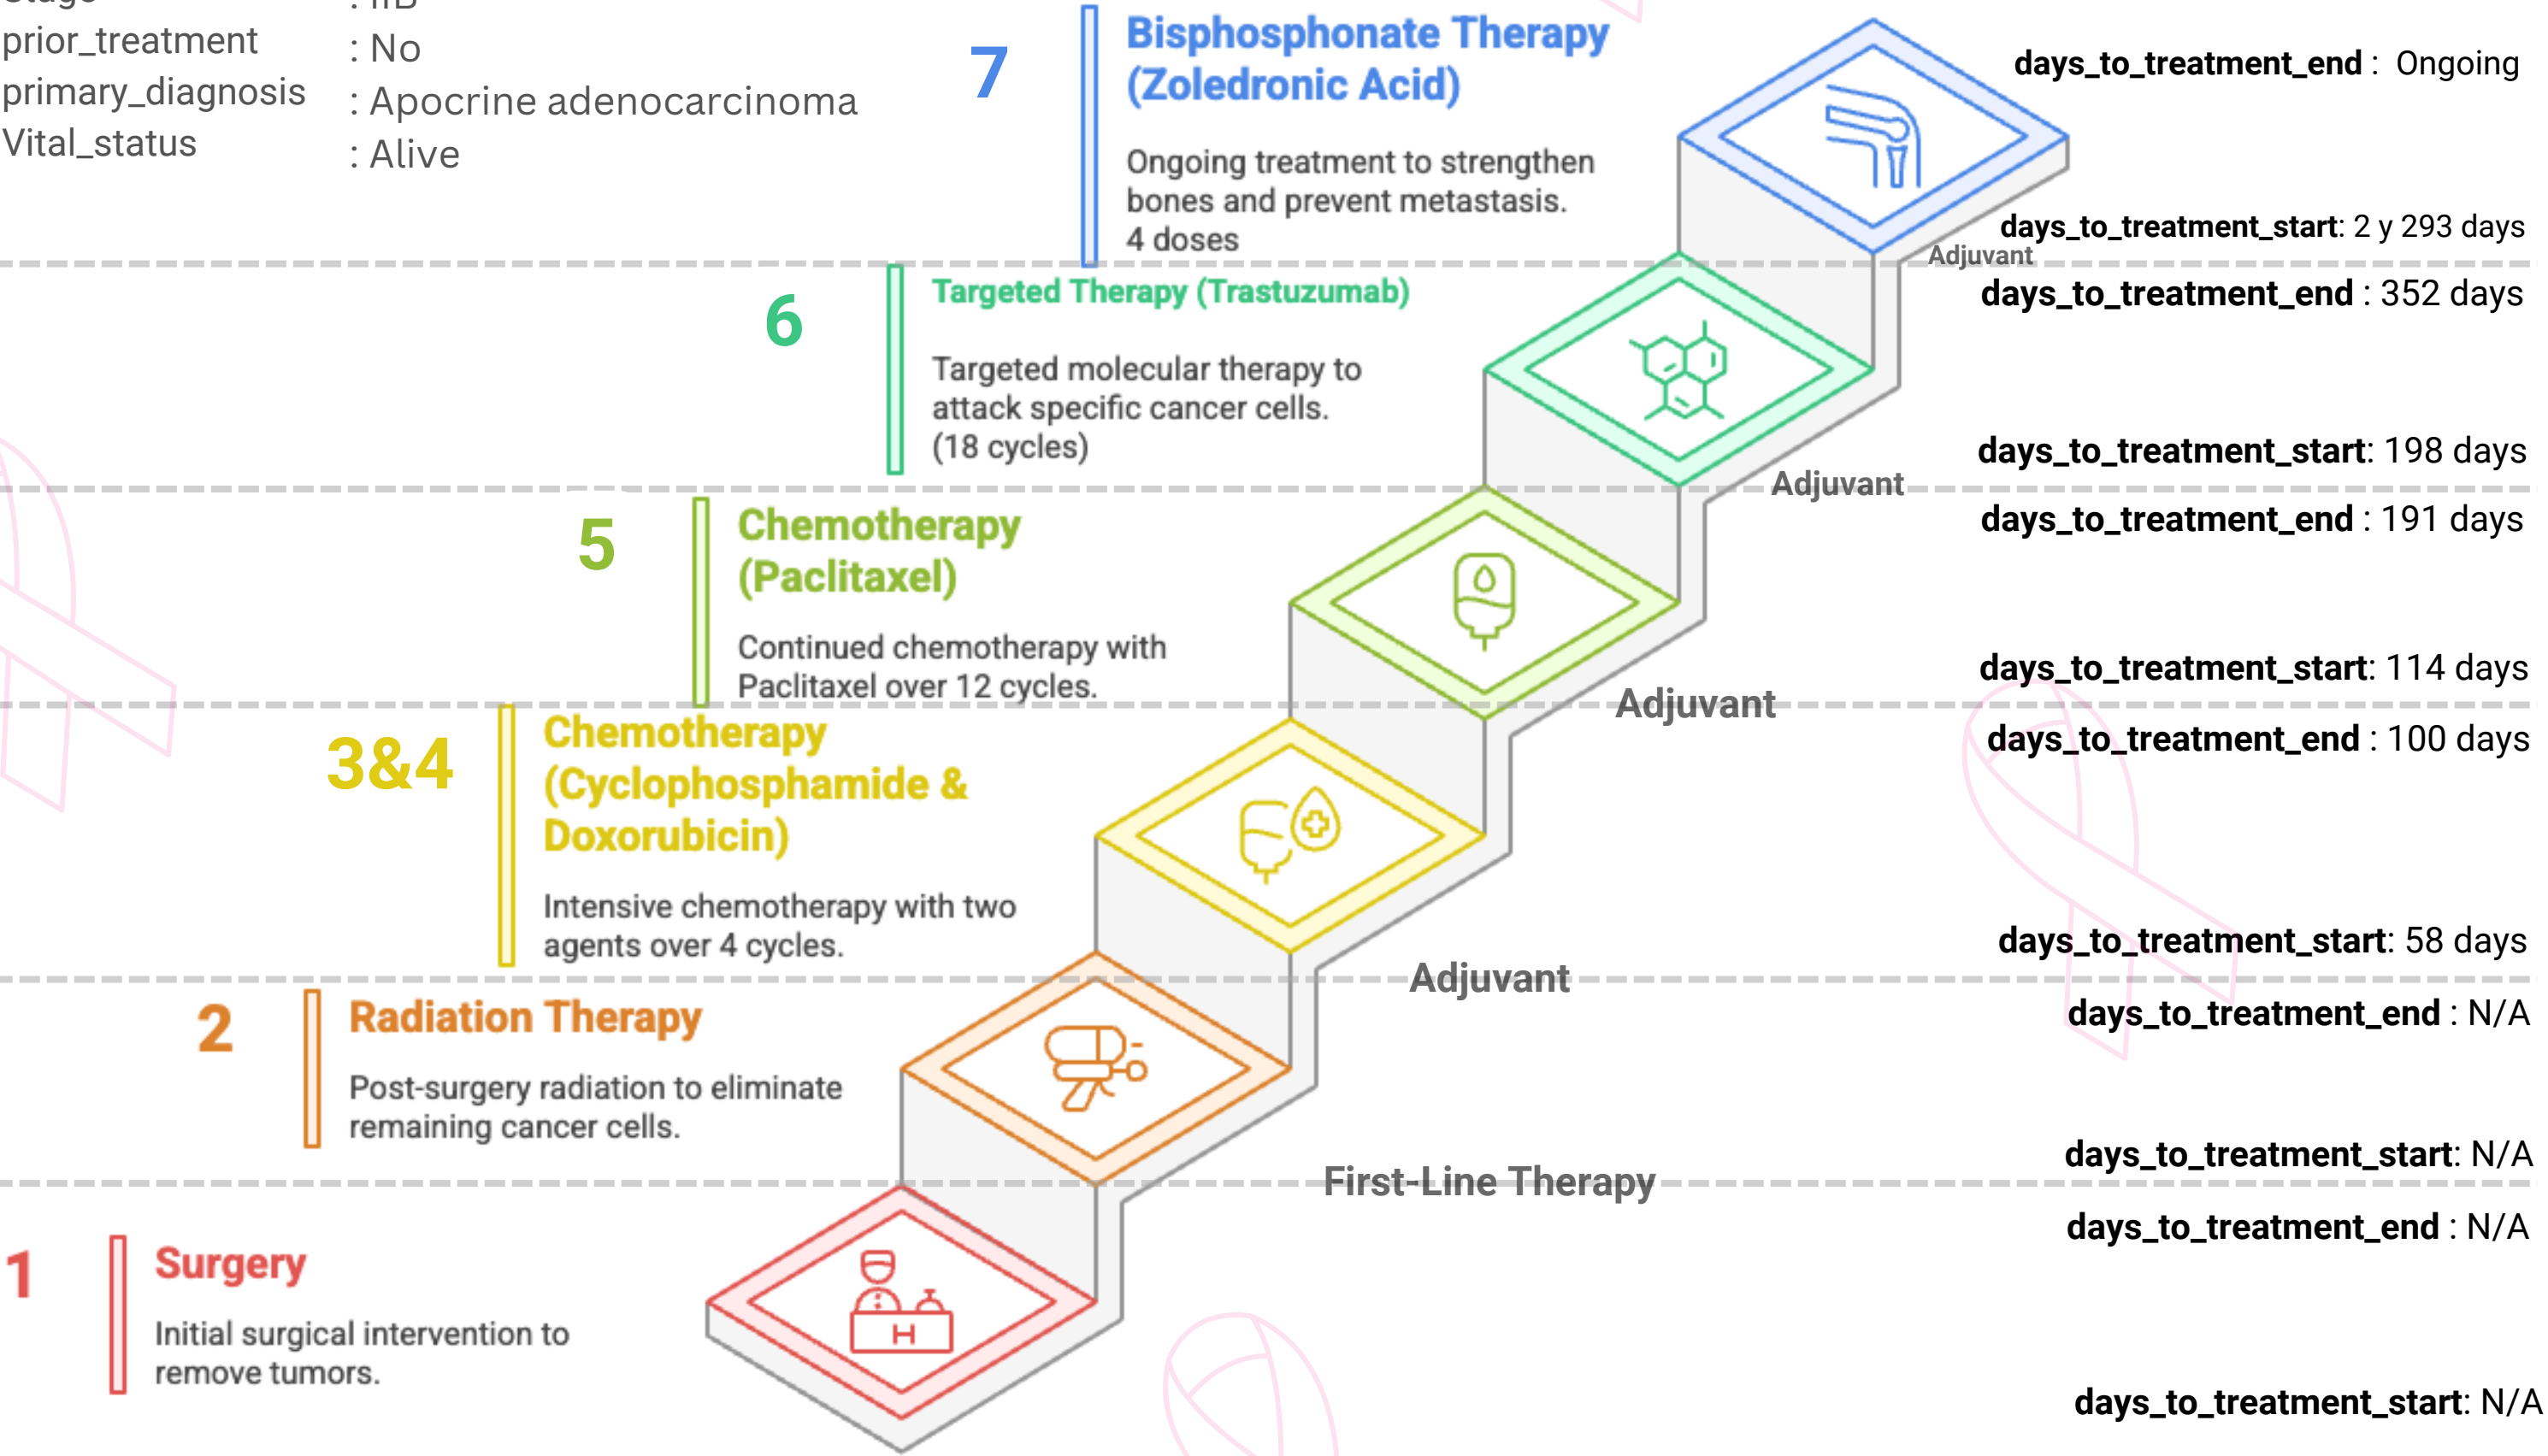 Stage : IIB
prior_treatment : No
primary_diagnosis : Apocrine adenocarcinoma
Vital_status : Alive
7
Bisphosphonate Therapy
(Zoledronic Acid)
Ongoing treatment to strengthen
bones and prevent metastasis.
4 doses
days_to_treatment_end : Ongoing
days_to_treatment_start: 2 y 293 days
Adjuvant
6
Targeted Therapy (Trastuzumab)
Targeted molecular therapy to
attack specific cancer cells.
(18 cycles)
days_to_treatment_end : 352 days
days_to_treatment_start: 198 days
Adjuvant
5
Chemotherapy
(Paclitaxel)
Continued chemotherapy with
Paclitaxel over 12 cycles.
days_to_treatment_end : 191 days
days_to_treatment_start: 114 days
Adjuvant
3&4
Chemotherapy
(Cyclophosphamide &
Doxorubicin)
Intensive chemotherapy with two
agents over 4 cycles.
days_to_treatment_end : 100 days
days_to_treatment_start: 58 days
Adjuvant
2
Radiation Therapy
Post-surgery radiation to eliminate
remaining cancer cells.
days_to_treatment_end : N/A
days_to_treatment_start: N/A
First-Line Therapy
1
Surgery
Initial surgical intervention to
remove tumors.
days_to_treatment_end : N/A
days_to_treatment_start: N/A
H